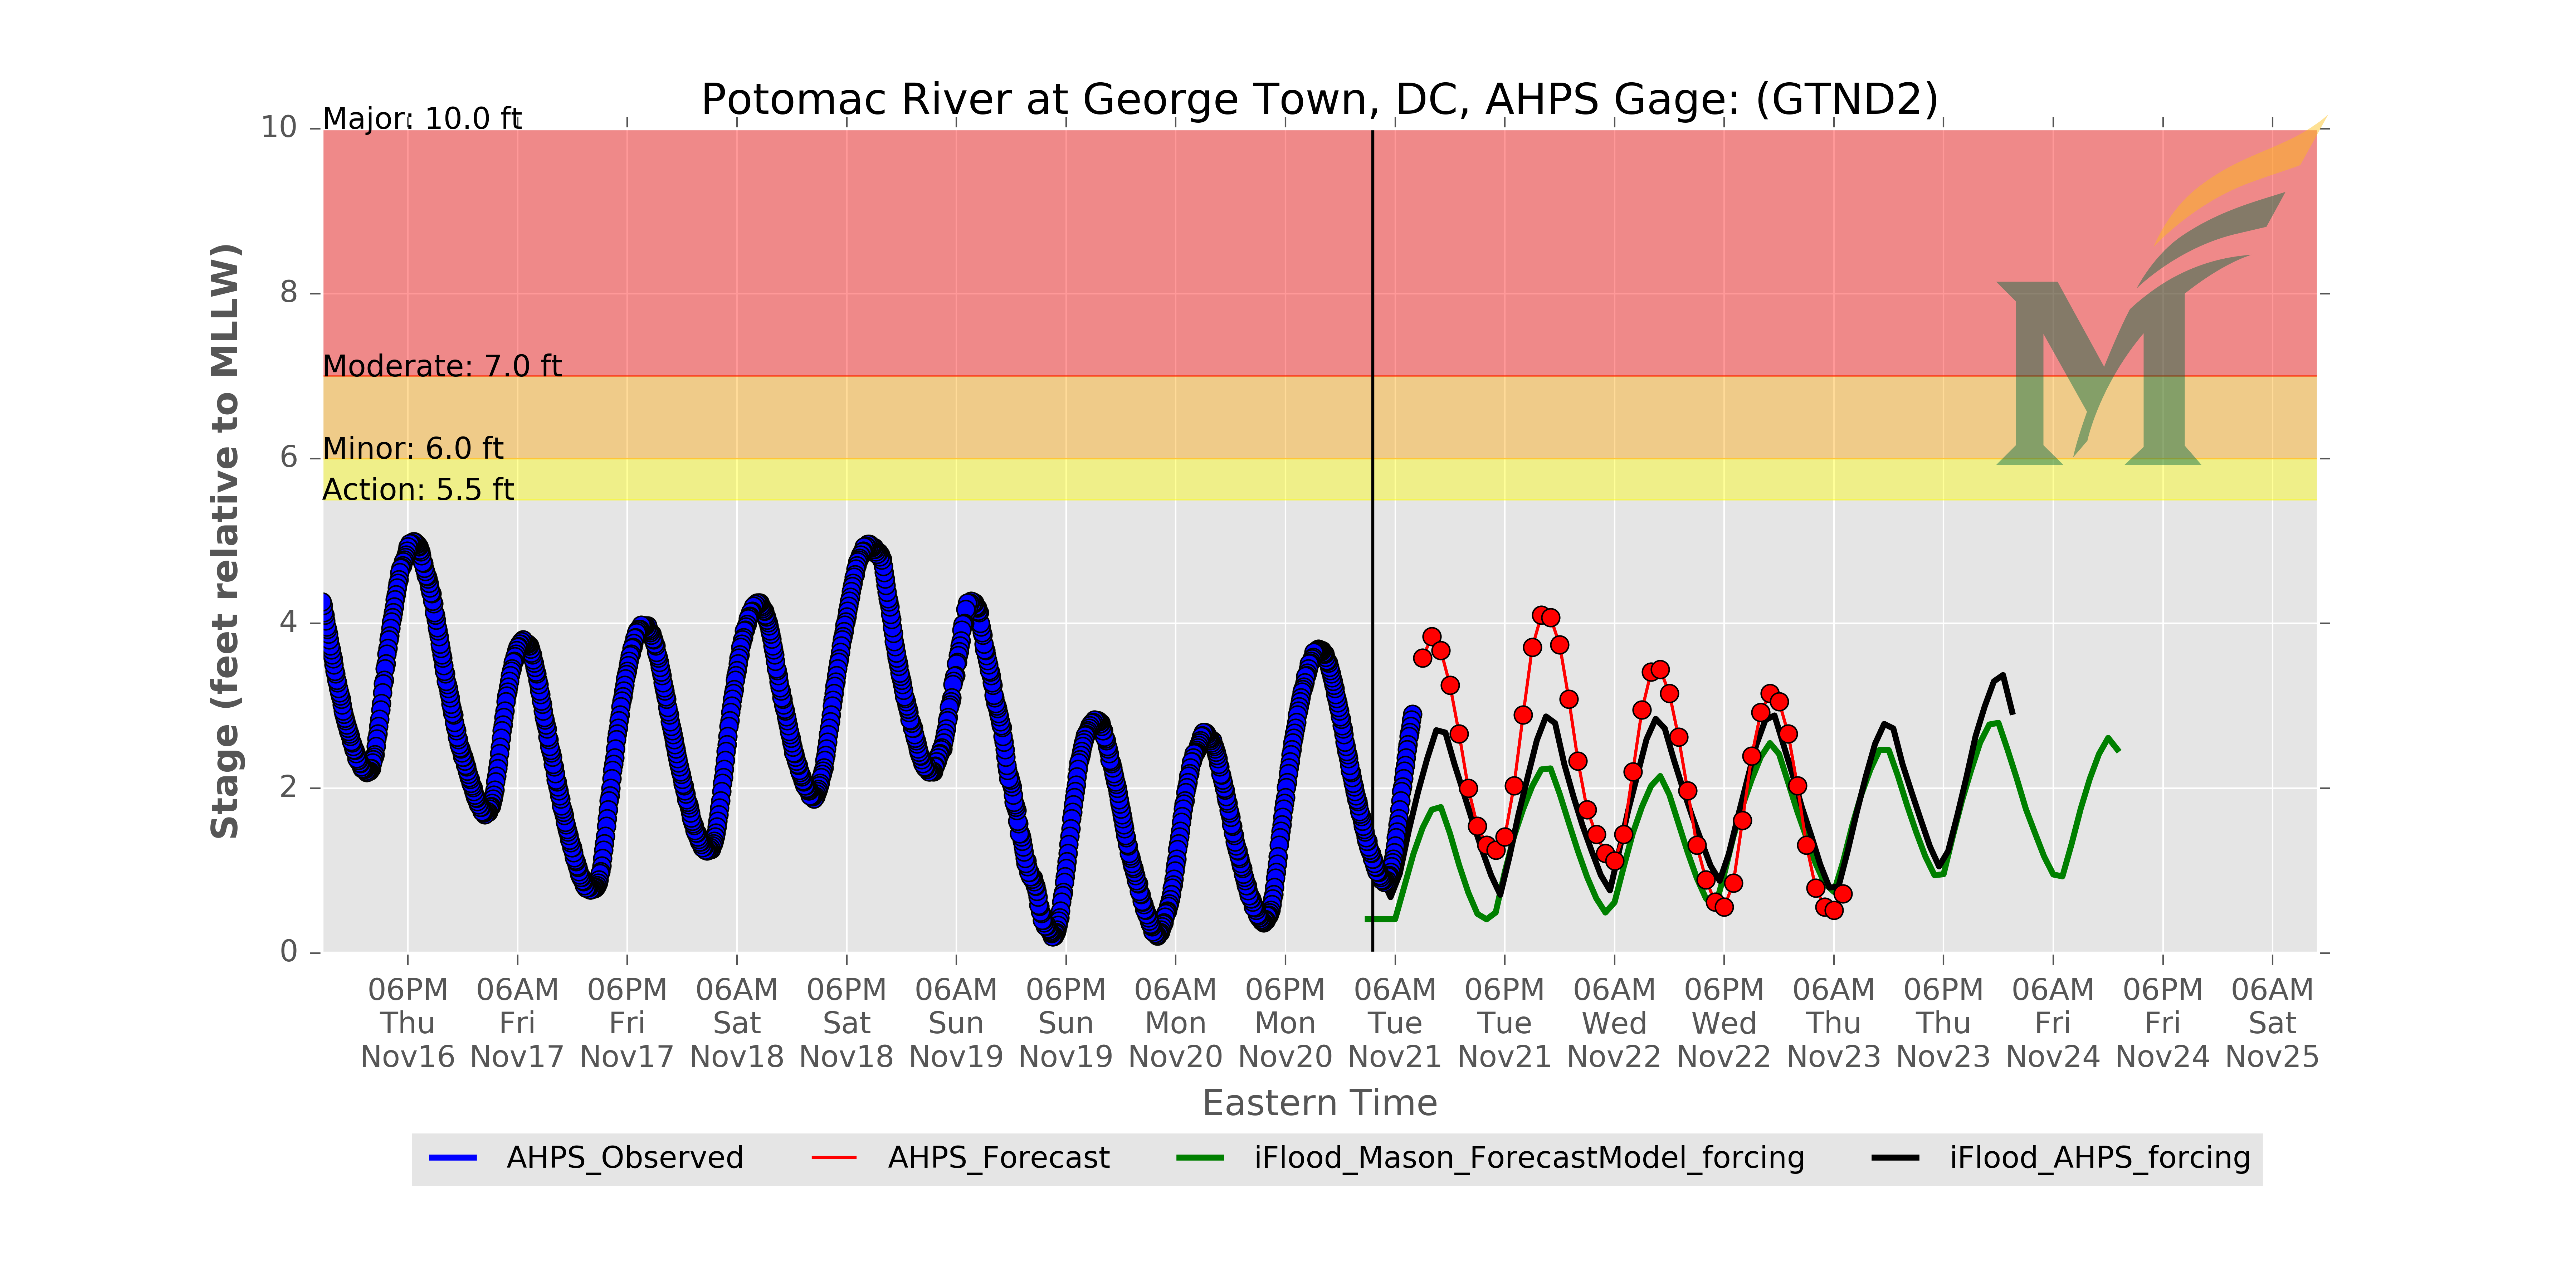 Potomac River at George Town, DC, AHPS Gage: (GTND2)
Major: 10.0 ft
Moderate: 7.0 ft
Minor: 6.0 ft
Action: 5.5 ft
Stage (feet relative to MLLW)
10
8
6
4
2
0
06PM 06AM 06PM 06AM 06PM 06AM 06PM 06AM 06PM 06AM 06PM 06AM 06PM 06AM 06PM 06AM 06PM 06AM
Thu Fri Fri Sat Sat Sun Sun Mon Mon Tue Tue Wed Wed Thu Thu Fri Fri Sat
Nov16 Nov17 Nov17 Nov18 Nov18 Nov19 Nov19 Nov20 Nov20 Nov21 Nov21 Nov22 Nov22 Nov23 Nov23 Nov24 Nov24 Nov25
Eastern Time
AHPS_Observed AHPS_Forecast iFlood_Mason_ForecastModel_forcing iFlood_AHPS_forcing
M